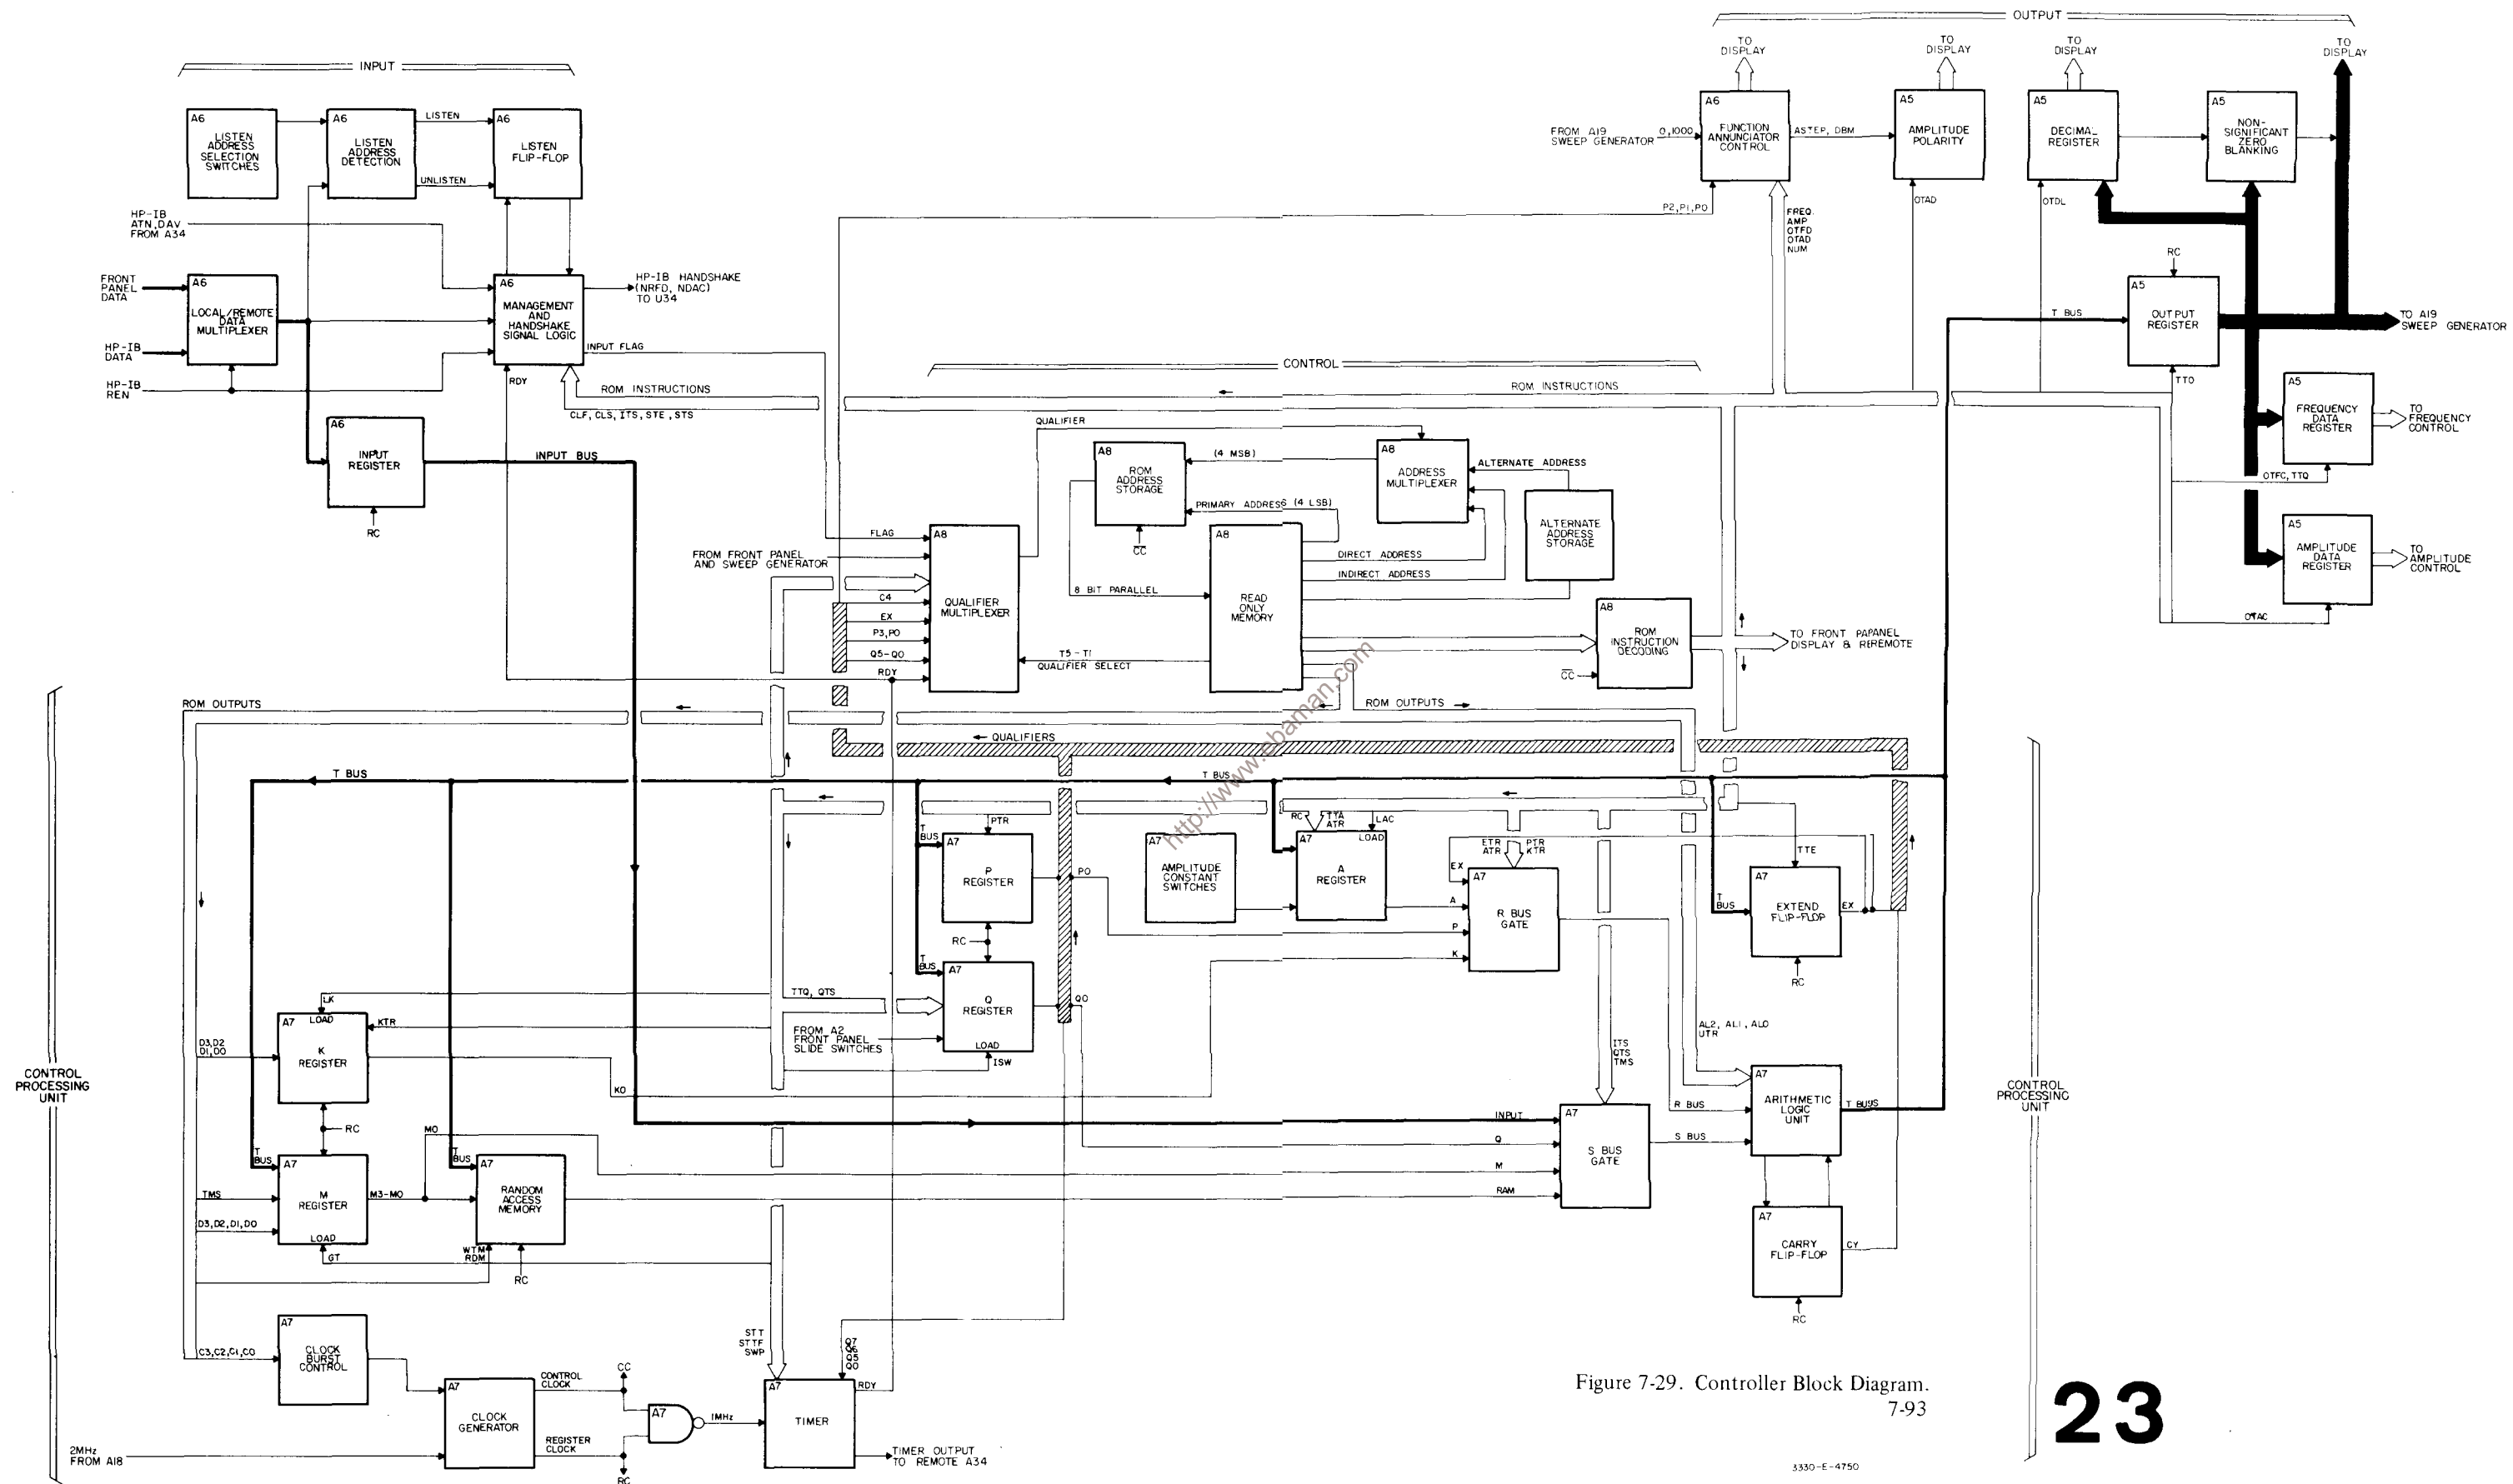 OUTPUT
INPUT
TO
DISPLAY
TO
DISPLAY
TO
DISPLAY
TO
DISPLAY
A6
LISTEN
ADDRESS
SELECTION
SWITCHES
A6
LISTEN
ADDRESS
DETECTION
LISTEN
UNLISTEN
A6
LISTEN
FLIP-FLOP
FROM A19
SWEEP GENERATOR
0,1000
A6
FUNCTION
ANNUNCIATOR
CONTROL
ASTEP, DBM
A5
AMPLITUDE
POLARITY
A5
DECIMAL
REGISTER
A5
NON-
SIGNIFICANT
ZERO
BLANKING
HP-IB
ATN,DAV
FROM A34
P2,P1,P0
FREQ.
AMP
OTFD
OTAD
NUM
OTAD
OTDL
FRONT
PANEL
DATA
HP-IB
DATA
HP-IB
REN
A6
LOCAL/REMOTE
DATA
MULTIPLEXER
A6
MANAGEMENT
AND
HANDSHAKE
SIGNAL LOGIC
HP-IB HANDSHAKE
(NRFD, NDAC)
TO U34
INPUT FLAG
RDY
ROM INSTRUCTIONS
CLF, CLS, ITS, STE, STS
RC
T BUS
A5
OUTPUT
REGISTER
TO A19
SWEEP GENERATOR
TTO
CONTROL
ROM INSTRUCTIONS
A5
FREQUENCY
DATA
REGISTER
TO
FREQUENCY
CONTROL
OTFC, TTQ
A5
AMPLITUDE
DATA
REGISTER
TO
AMPLITUDE
CONTROL
OTAC
A6
INPUT
REGISTER
INPUT BUS
RC
QUALIFIER
A8
ROM
ADDRESS
STORAGE
(4 MSB)
A8
ADDRESS
MULTIPLEXER
ALTERNATE ADDRESS
PRIMARY ADDRESS (4 LSB)
ALTERNATE
ADDRESS
STORAGE
CC
FLAG
FROM FRONT PANEL
AND SWEEP GENERATOR
A8
QUALIFIER
MULTIPLEXER
C4
EX
P3,P0
Q5-Q0
RDY
8 BIT PARALLEL
A8
READ
ONLY
MEMORY
DIRECT ADDRESS
INDIRECT ADDRESS
T5-T1
QUALIFIER SELECT
A8
ROM
INSTRUCTION
DECODING
CC
TO FRONT PAPANEL
DISPLAY & RREMOTE
ROM OUTPUTS
ROM OUTPUTS
QUALIFIERS
http://www.ebaman.com
T BUS
T BUS
PTR
T
BUS
A7
P
REGISTER
PO
RC
T
BUS
A7
Q
REGISTER
LOAD
QO
TTQ, QTS
FROM A2
FRONT PANEL
SLIDE SWITCHES
ISW
A7
AMPLITUDE
CONSTANT
SWITCHES
RC
TTA
ATR
LAC
A7
LOAD
A
REGISTER
ETR
ATR
PTR
KTR
EX
A
P
K
A7
R BUS
GATE
TTE
T
BUS
A7
EXTEND
FLIP-FLOP
EX
RC
LK
A7
LOAD
K
REGISTER
KTR
D3,D2
D1,D0
KO
RC
T
BUS
A7
M
REGISTER
LOAD
TMS
D3,D2,D1,D0
GT
M3-MO
MO
T
BUS
A7
RANDOM
ACCESS
MEMORY
WTM
RDM
RC
ITS
QTS
TMS
INPUT
Q
M
RAM
A7
S BUS
GATE
R BUS
S BUS
AL2, AL1, ALO
UTR
A7
ARITHMETIC
LOGIC
UNIT
T BUS
A7
CARRY
FLIP-FLOP
CY
RC
CONTROL
PROCESSING
UNIT
CONTROL
PROCESSING
UNIT
C3,C2,C1,C0
A7
CLOCK
BURST
CONTROL
2MHz
FROM A18
A7
CLOCK
GENERATOR
CONTROL
CLOCK
REGISTER
CLOCK
CC
RC
A7
1MHz
STT
STTF
SWP
Q7
Q6
Q5
QO
A7
TIMER
RDY
TIMER OUTPUT
TO REMOTE A34
Figure 7-29. Controller Block Diagram.
7-93
23
3330-E-4750